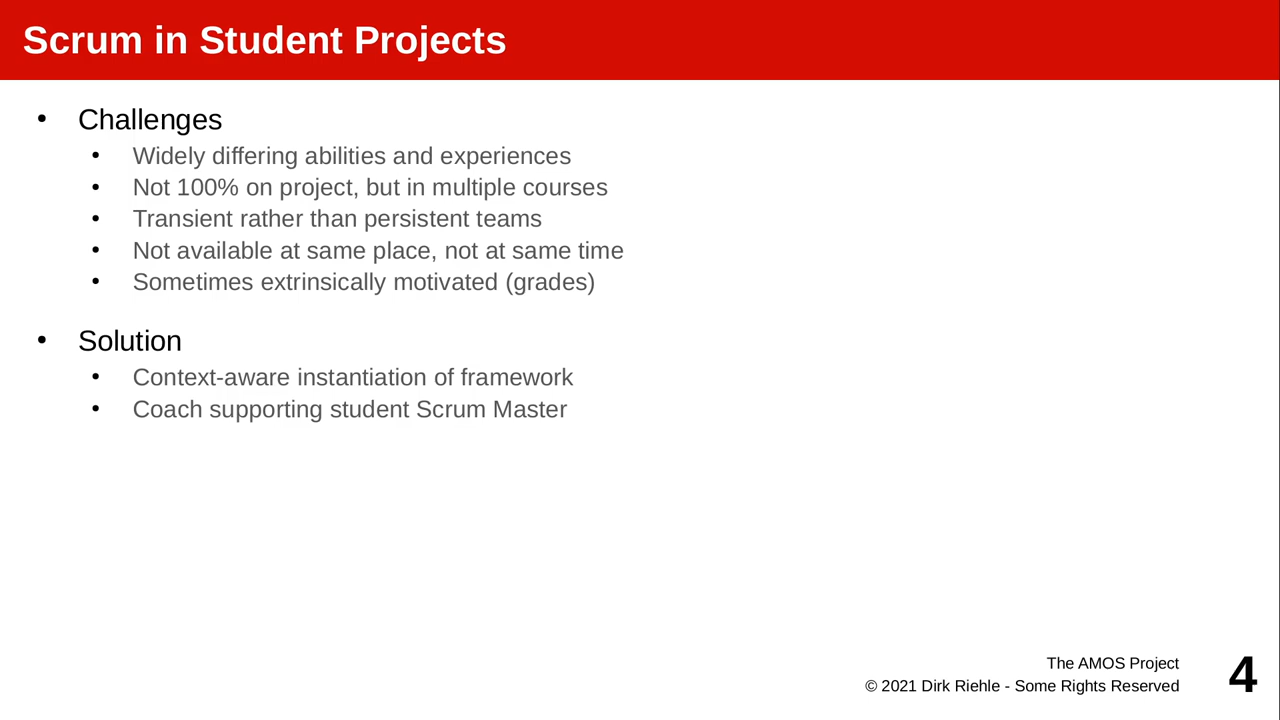 Scrum in Student Projects
• Challenges
• Widely differing abilities and experiences
• Not 100% on project, but in multiple courses
• Transient rather than persistent teams
• Not available at same place, not at same time
• Sometimes extrinsically motivated (grades)
• Solution
• Context-aware instantiation of framework
• Coach supporting student Scrum Master
The AMOS Project
© 2021 Dirk Riehle - Some Rights Reserved
4